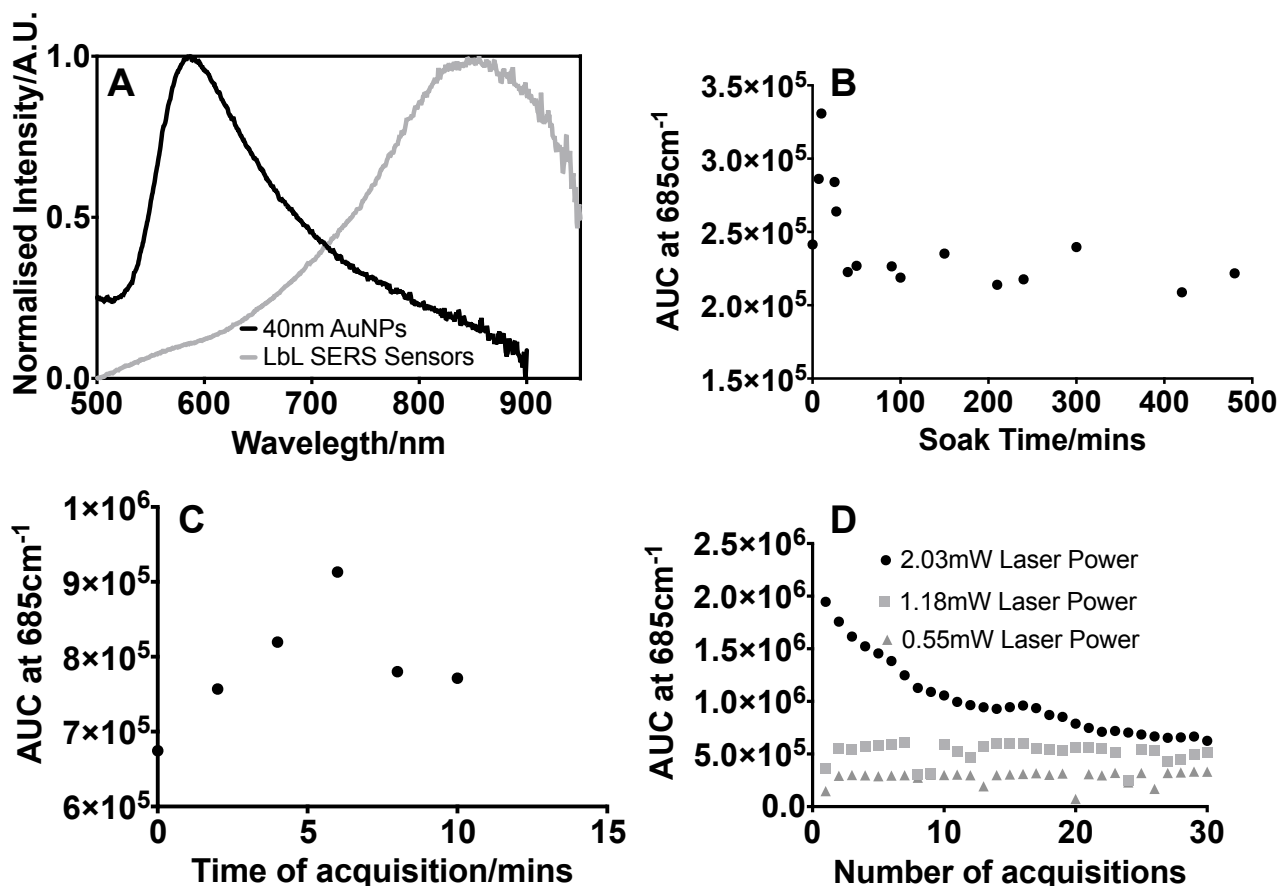 A
Normalised Intensity/A.U.
1.0
0.5
0.0
500 600 700 800 900
Wavelegth/nm
40nm AuNPs
LbL SERS Sensors
B
AUC at 685cm⁻¹
3.5×10⁵
3.0×10⁵
2.5×10⁵
2.0×10⁵
1.5×10⁵
0 100 200 300 400 500
Soak Time/mins
C
AUC at 685cm⁻¹
1×10⁶
9×10⁵
8×10⁵
7×10⁵
6×10⁵
0 5 10 15
Time of acquisition/mins
D
AUC at 685cm⁻¹
2.5×10⁶
2.0×10⁶
1.5×10⁶
1.0×10⁶
5.0×10⁵
0.0
0 10 20 30
Number of acquisitions
2.03mW Laser Power
1.18mW Laser Power
0.55mW Laser Power